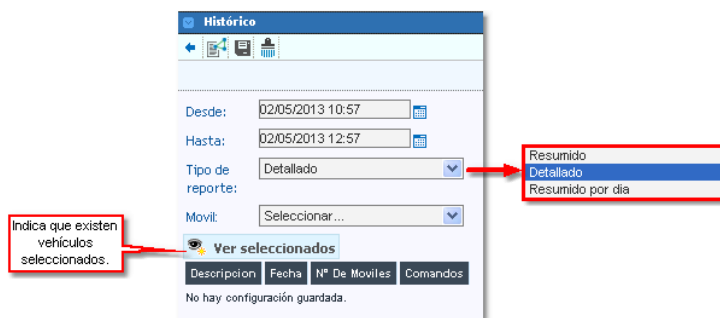 Histórico
Desde: 02/05/2013 10:57
Hasta: 02/05/2013 12:57
Tipo de reporte: Detallado
Resumido
Detallado
Resumido por dia
Movil: Seleccionar...
Indica que existen
vehículos
seleccionados.
Ver seleccionados
Descripcion Fecha Nº De Moviles Comandos
No hay configuración guardada.